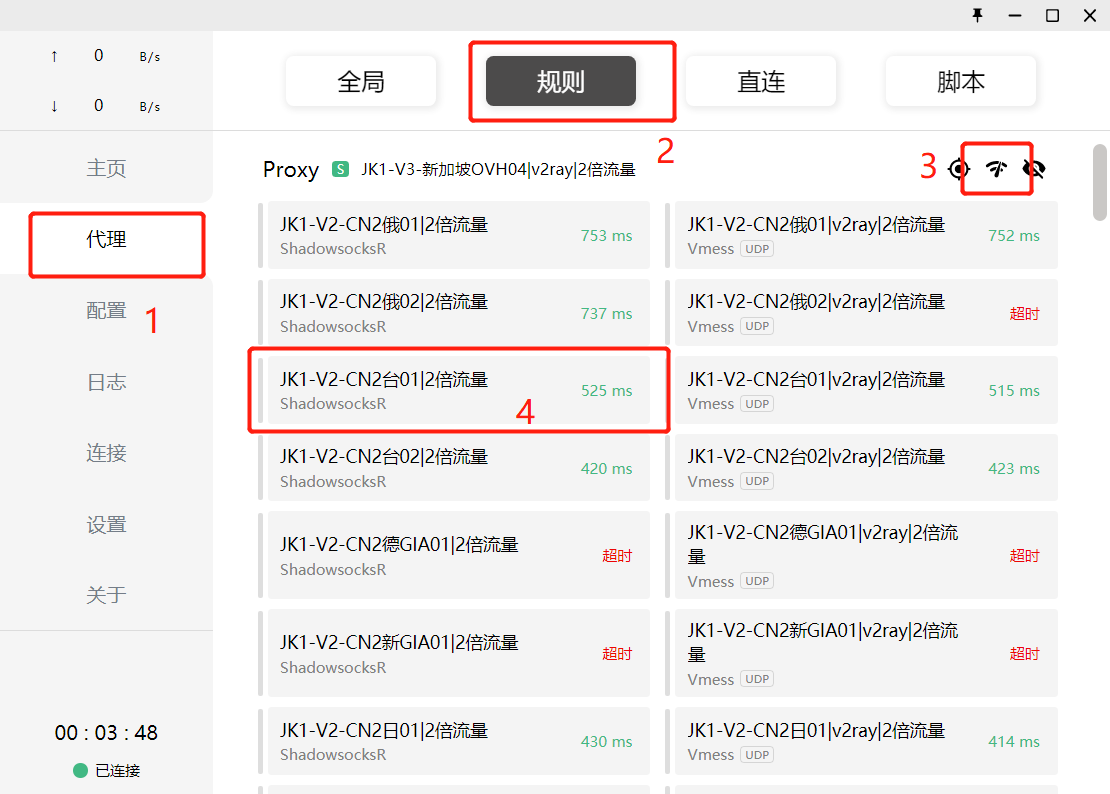 ↑ 0 B/s
↓ 0 B/s
主页
代理
配置
1
日志
连接
设置
关于
00 : 03 : 48
已连接
全局
规则
直连
脚本
2
Proxy S JK1-V3-新加坡OVH04|v2ray|2倍流量
3
JK1-V2-CN2俄01|2倍流量
ShadowsocksR
753 ms
JK1-V2-CN2俄01|v2ray|2倍流量
Vmess UDP
752 ms
JK1-V2-CN2俄02|2倍流量
ShadowsocksR
737 ms
JK1-V2-CN2俄02|v2ray|2倍流量
Vmess UDP
超时
JK1-V2-CN2台01|2倍流量
ShadowsocksR
525 ms
4
JK1-V2-CN2台01|v2ray|2倍流量
Vmess UDP
515 ms
JK1-V2-CN2台02|2倍流量
ShadowsocksR
420 ms
JK1-V2-CN2台02|v2ray|2倍流量
Vmess UDP
423 ms
JK1-V2-CN2德GIA01|2倍流量
ShadowsocksR
超时
JK1-V2-CN2德GIA01|v2ray|2倍流
量
Vmess UDP
超时
JK1-V2-CN2新GIA01|2倍流量
ShadowsocksR
超时
JK1-V2-CN2新GIA01|v2ray|2倍流
量
Vmess UDP
超时
JK1-V2-CN2日01|2倍流量
ShadowsocksR
430 ms
JK1-V2-CN2日01|v2ray|2倍流量
Vmess UDP
414 ms